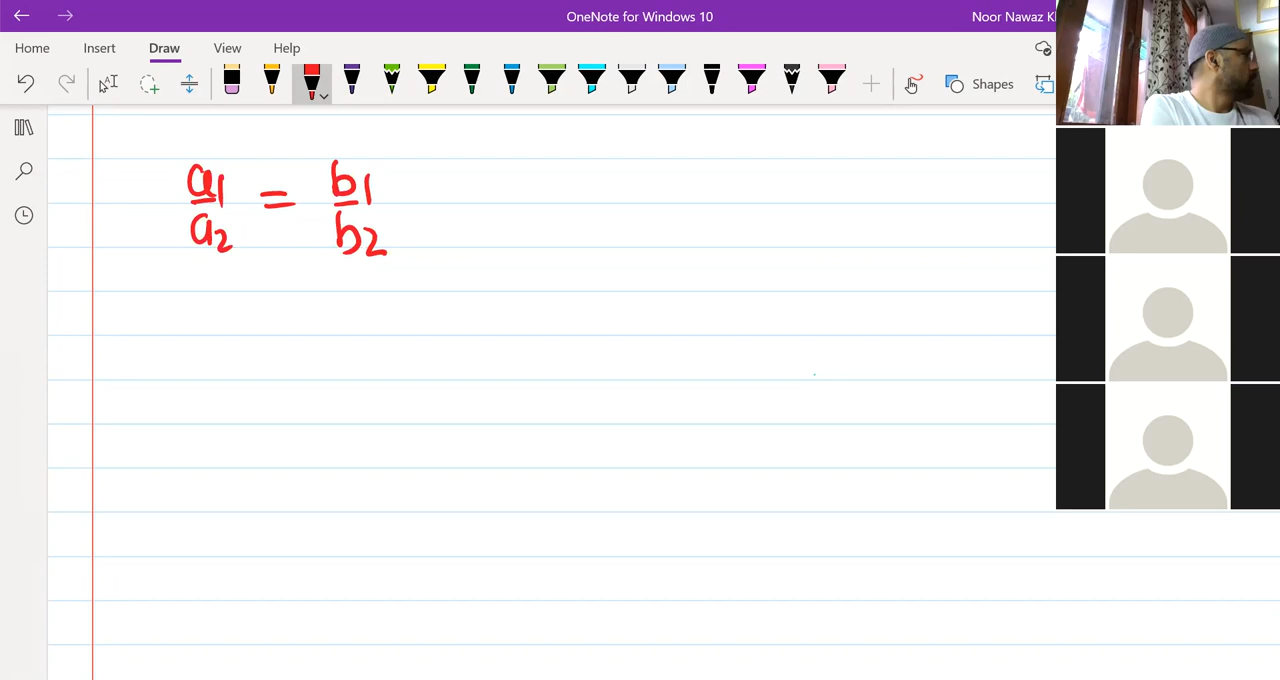 OneNote for Windows 10
Noor Nawaz
Home Insert Draw View Help
Shapes
a1/a2 = b1/b2